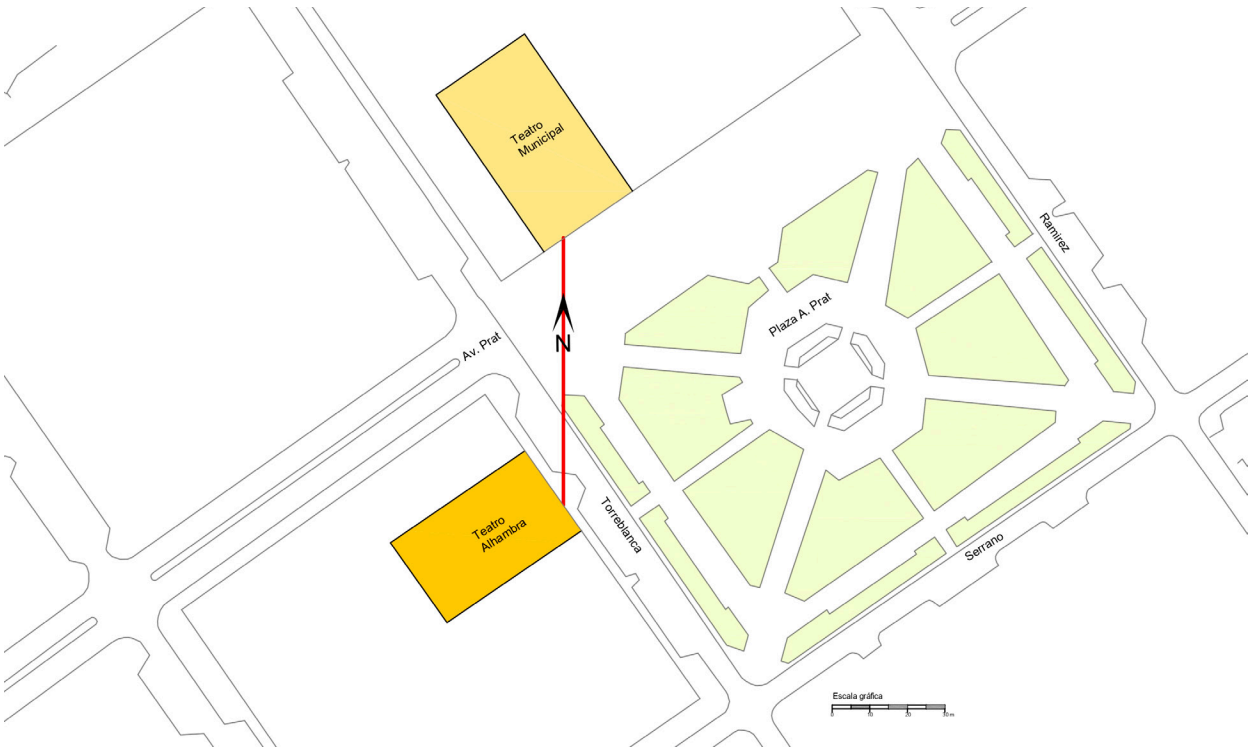 Teatro
Municipal
Ramirez
Plaza A. Prat
Av. Prat
N
Teatro
Alhambra
Torreblanca
Serrano
Escala gráfica
0 10 20 30 m